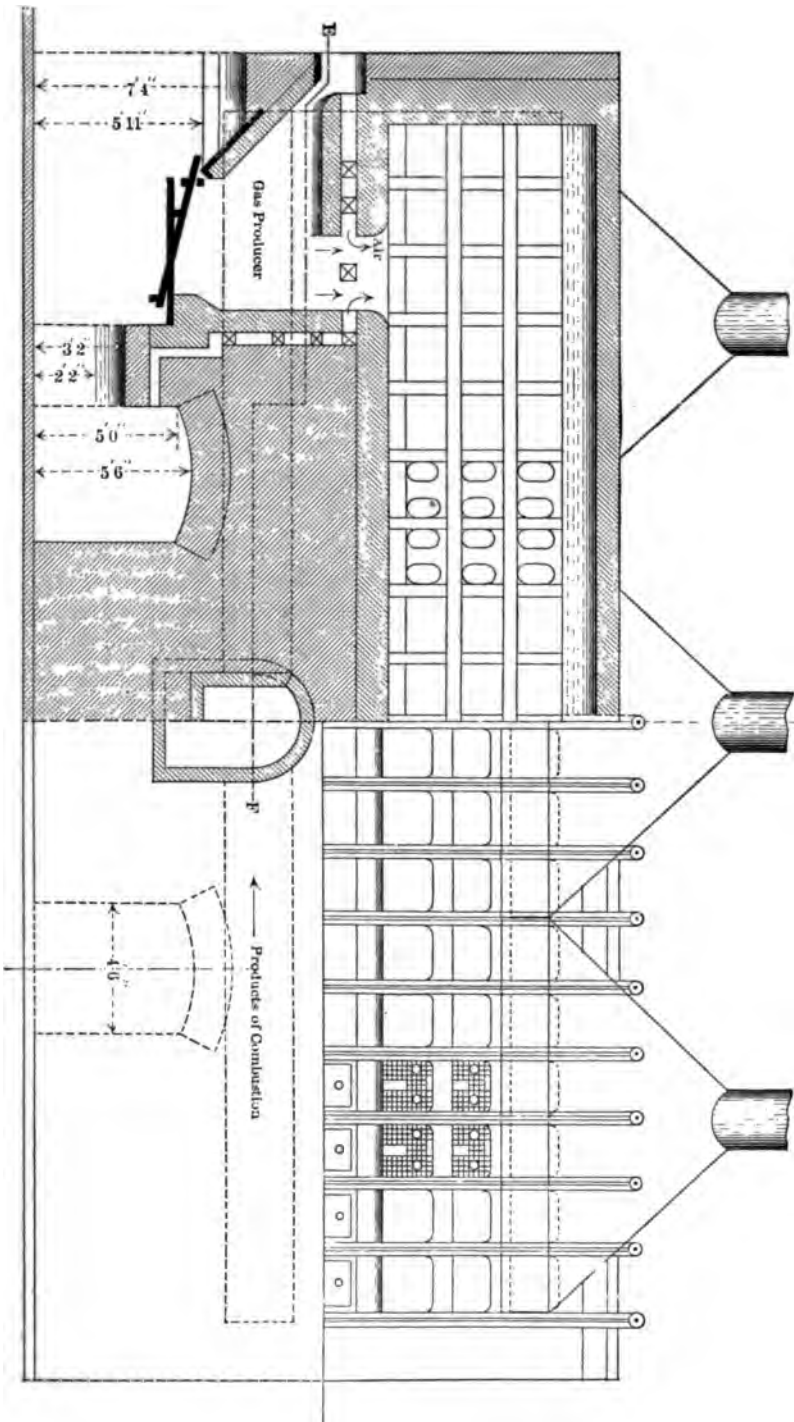 E
7'4"
5'11"
Gas Producer
Air
3'2"
2'2"
5'0"
5'6"
F
Products of Combustion
4'6"